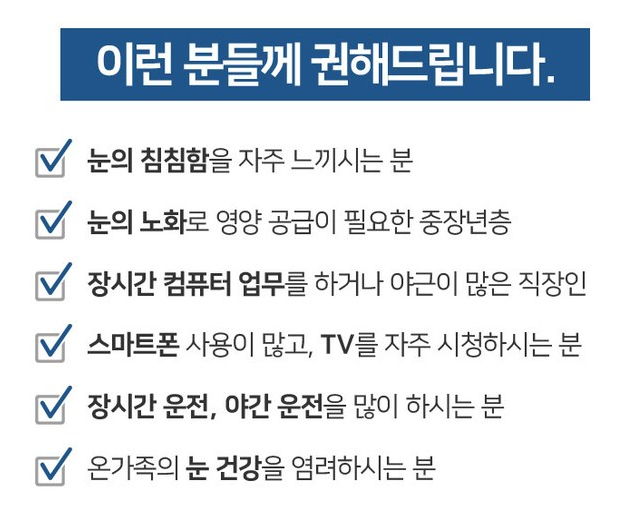 이런 분들께 권해드립니다.
눈의 침침함을 자주 느끼시는 분
눈의 노화로 영양 공급이 필요한 중장년층
장시간 컴퓨터 업무를 하거나 야근이 많은 직장인
스마트폰 사용이 많고, TV를 자주 시청하시는 분
장시간 운전, 야간 운전을 많이 하시는 분
온가족의 눈 건강을 염려하시는 분